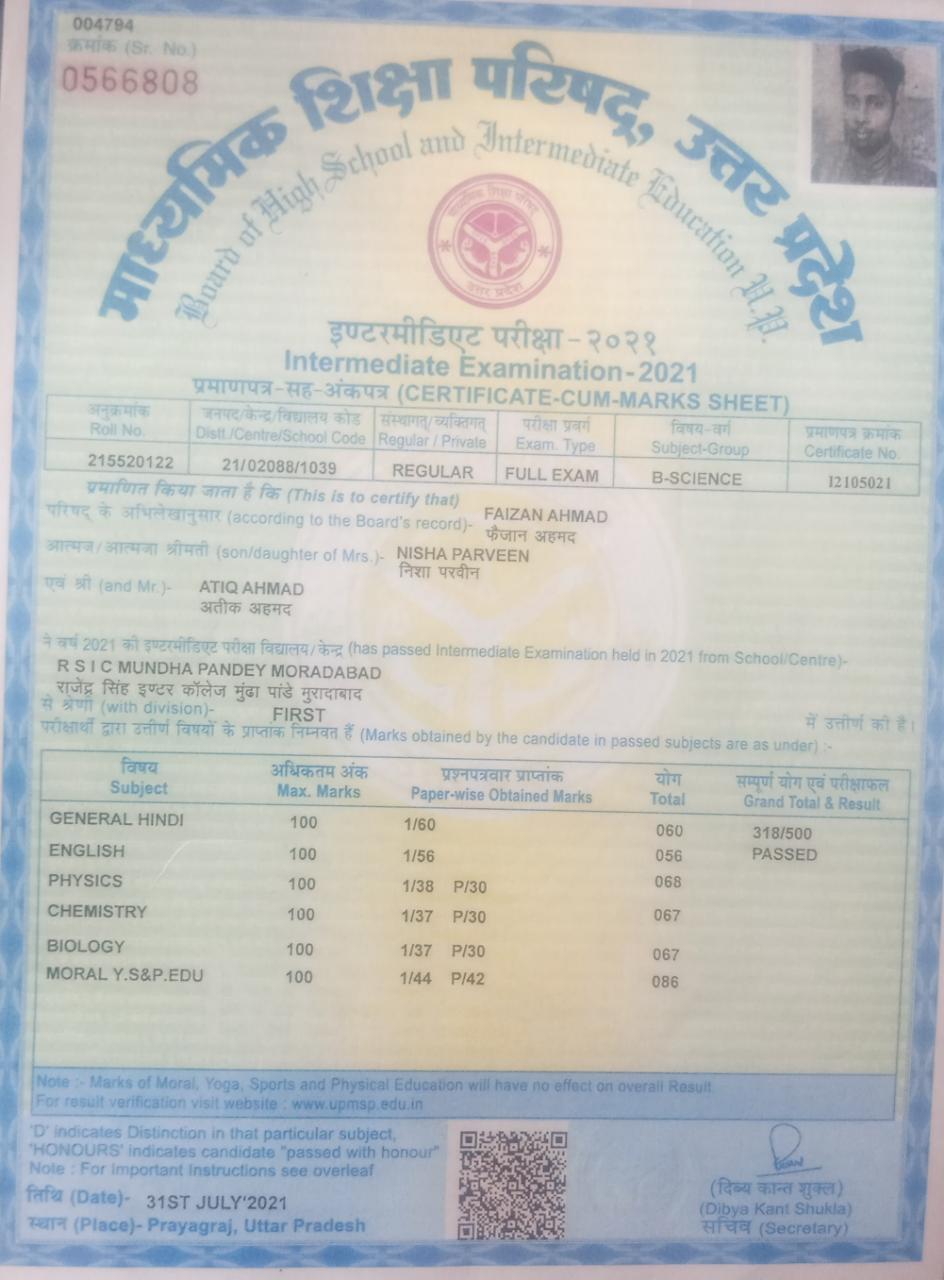 004794
क्रमांक (Sr. No.)
0566808
माध्यमिक शिक्षा परिषद्, उत्तर प्रदेश
Board of High School and Intermediate Education U.P.
माध्यमिक शिक्षा परिषद्
उत्तर प्रदेश
इण्टरमीडिएट परीक्षा - २०२१
Intermediate Examination - 2021
प्रमाणपत्र-सह-अंकपत्र (CERTIFICATE-CUM-MARKS SHEET)
अनुक्रमांक जनपद/केन्द्र/विद्यालय कोड संस्थागत्/व्यक्तिगत् परीक्षा प्रवर्ग विषय-वर्ग प्रमाणपत्र क्रमांक
Roll No. Distt./Centre/School Code Regular / Private Exam. Type Subject-Group Certificate No.
215520122 21/02088/1039 REGULAR FULL EXAM B-SCIENCE 12105021
प्रमाणित किया जाता है कि (This is to certify that)
परिषद् के अभिलेखानुसार (according to the Board's record)- FAIZAN AHMAD
फैजान अहमद
आत्मज/आत्मजा श्रीमती (son/daughter of Mrs.)- NISHA PARVEEN
निशा परवीन
एवं श्री (and Mr.)- ATIQ AHMAD
अतीक अहमद
ने वर्ष 2021 की इण्टरमीडिएट परीक्षा विद्यालय/केन्द्र (has passed Intermediate Examination held in 2021 from School/Centre)-
R S I C MUNDHA PANDEY MORADABAD
राजेंद्र सिंह इण्टर कॉलेज मुंढा पांडे मुरादाबाद
से श्रेणी (with division)- FIRST में उत्तीर्ण की है।
परीक्षार्थी द्वारा उत्तीर्ण विषयों के प्राप्तांक निम्नवत हैं (Marks obtained by the candidate in passed subjects are as under) :-
विषय अधिकतम अंक प्रश्नपत्रवार प्राप्तांक योग सम्पूर्ण योग एवं परीक्षाफल
Subject Max. Marks Paper-wise Obtained Marks Total Grand Total & Result
GENERAL HINDI 100 1/60 060 318/500
ENGLISH 100 1/56 056 PASSED
PHYSICS 100 1/38 P/30 068
CHEMISTRY 100 1/37 P/30 067
BIOLOGY 100 1/37 P/30 067
MORAL Y.S&P.EDU 100 1/44 P/42 086
Note :- Marks of Moral, Yoga, Sports and Physical Education will have no effect on overall Result.
For result verification visit website : www.upmsp.edu.in
'D' indicates Distinction in that particular subject,
'HONOURS' indicates candidate "passed with honour"
Note : For Important Instructions see overleaf
तिथि (Date)- 31ST JULY'2021
स्थान (Place)- Prayagraj, Uttar Pradesh
(दिब्य कान्त शुक्ल)
(Dibya Kant Shukla)
सचिव (Secretary)